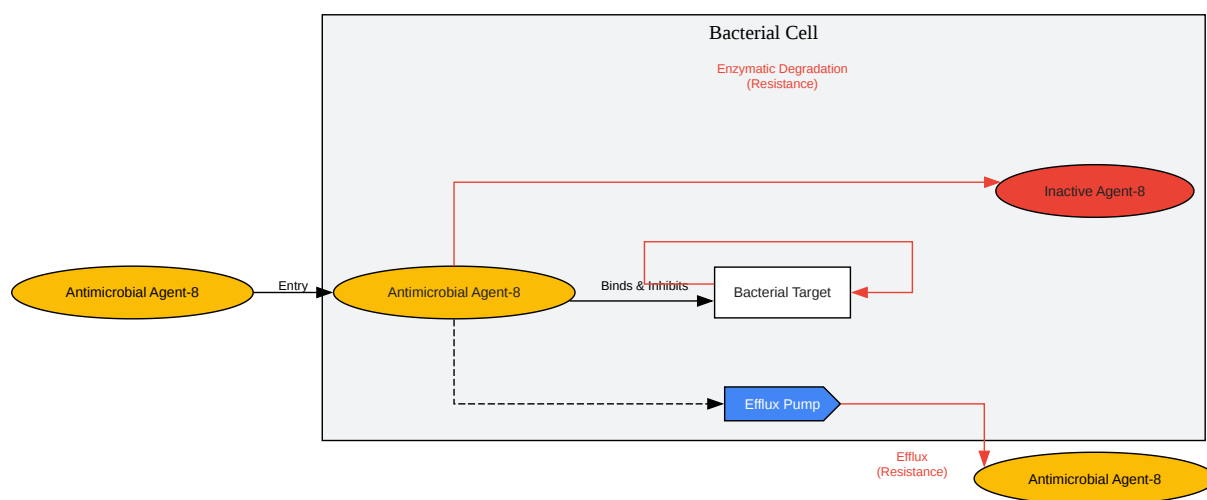 Bacterial Cell
Enzymatic Degradation
(Resistance)
Inactive Agent-8
Antimicrobial Agent-8
Entry
Antimicrobial Agent-8
Binds & Inhibits
Bacterial Target
Efflux Pump
Efflux
(Resistance)
Antimicrobial Agent-8